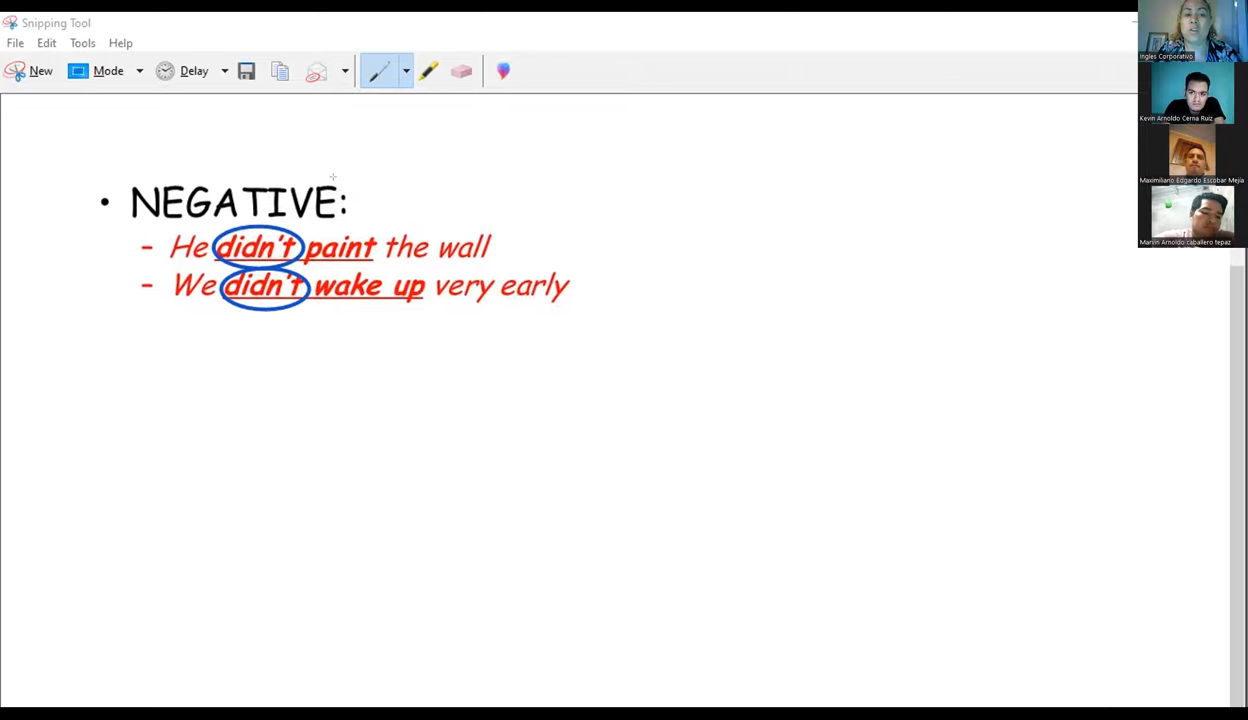 Snipping Tool
File Edit Tools Help
New Mode Delay
• NEGATIVE:
– He didn't paint the wall
– We didn't wake up very early
Ingles Corporativo
Kevin Arnoldo Cerna Ruiz
Maximiliano Edgardo Escobar Mejía
Marvin Arnoldo caballero tepaz